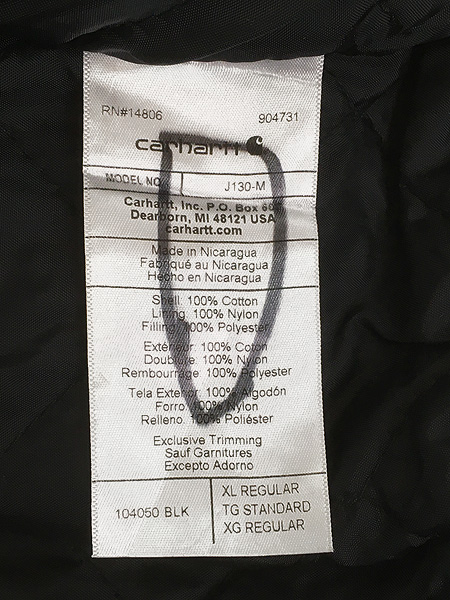 RN#14806 904731
carhartt
MODEL NO. J130-M
Carhartt, Inc. P.O. Box
Dearborn, MI 48121 USA
carhartt.com
Made in Nicaragua
Fabriqué au Nicaragua
Hecho en Nicaragua
Shell: 100% Cotton
Lining: 100% Nylon
Filling: 100% Polyester
Extérieur: 100% Coton
Doublure: 100% Nylon
Rembourrage: 100% Polyester
Tela Exterior: 100% Algodón
Forro: 100% Nylon
Relleno: 100% Poliéster
Exclusive Trimming
Sauf Garnitures
Excepto Adorno
104050 BLK
XL REGULAR
TG STANDARD
XG REGULAR